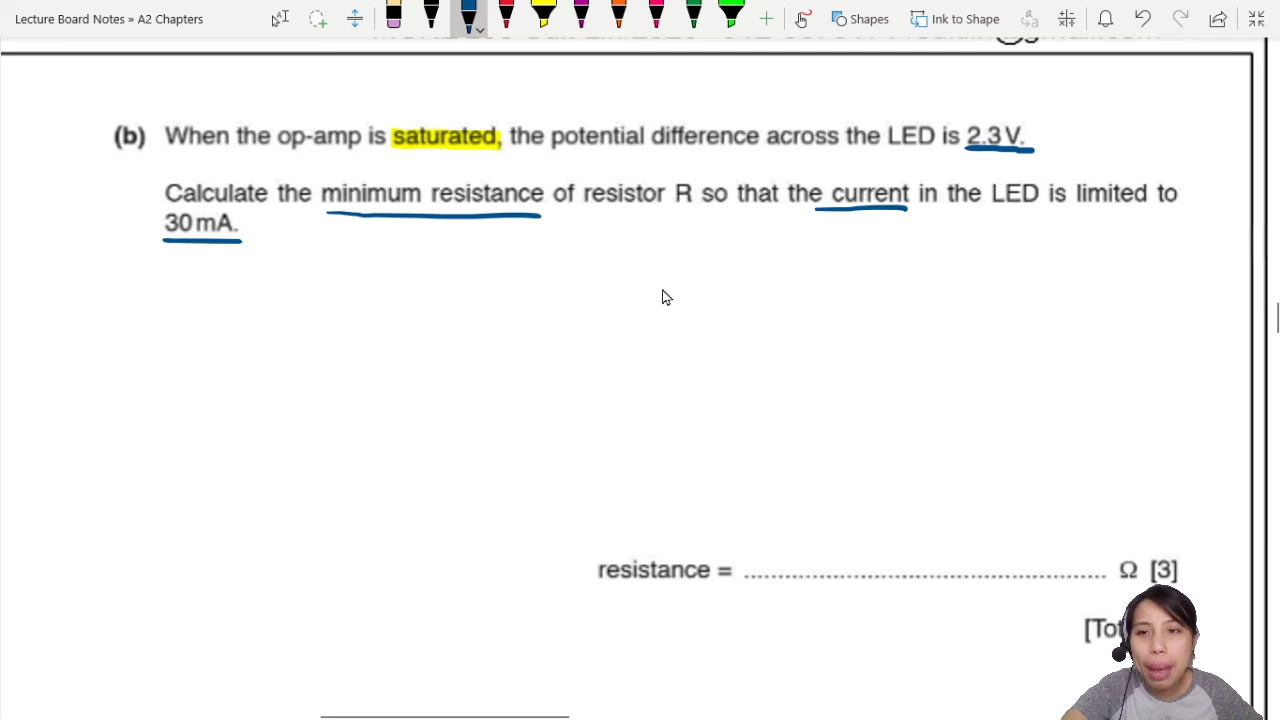 Lecture Board Notes » A2 Chapters
Shapes
Ink to Shape
(b) When the op-amp is saturated, the potential difference across the LED is 2.3 V.
Calculate the minimum resistance of resistor R so that the current in the LED is limited to
30 mA.
resistance = ............................................................ Ω [3]